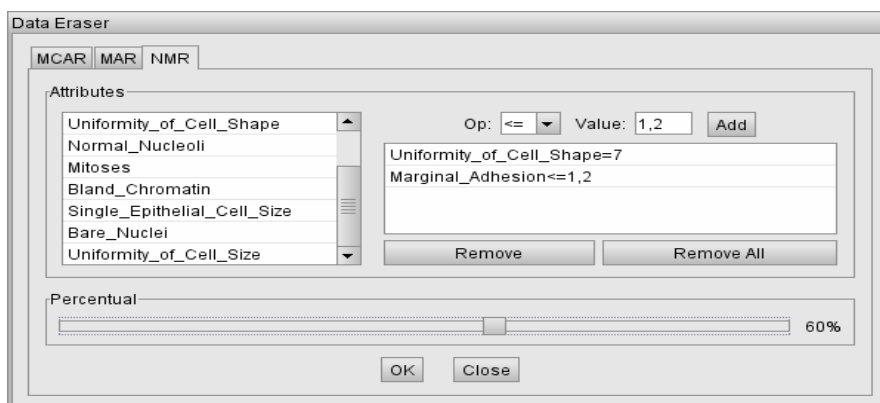 Data Eraser
MCAR MAR NMR
Attributes
Uniformity_of_Cell_Shape
Normal_Nucleoli
Mitoses
Bland_Chromatin
Single_Epithelial_Cell_Size
Bare_Nuclei
Uniformity_of_Cell_Size
Op: <= Value: 1,2 Add
Uniformity_of_Cell_Shape=7
Marginal_Adhesion<=1,2
Remove Remove All
Percentual
60%
OK Close